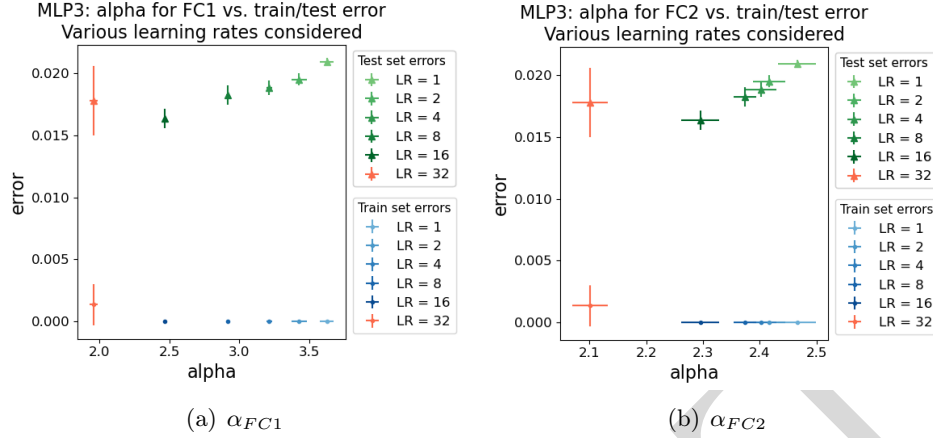 MLP3: alpha for FC1 vs. train/test error
Various learning rates considered
error
0.020
0.015
0.010
0.005
0.000
2.0 2.5 3.0 3.5
alpha
Test set errors
LR = 1
LR = 2
LR = 4
LR = 8
LR = 16
LR = 32
Train set errors
LR = 1
LR = 2
LR = 4
LR = 8
LR = 16
LR = 32
(a) αFC1
MLP3: alpha for FC2 vs. train/test error
Various learning rates considered
error
0.020
0.015
0.010
0.005
0.000
2.1 2.2 2.3 2.4 2.5
alpha
Test set errors
LR = 1
LR = 2
LR = 4
LR = 8
LR = 16
LR = 32
Train set errors
LR = 1
LR = 2
LR = 4
LR = 8
LR = 16
LR = 32
(b) αFC2